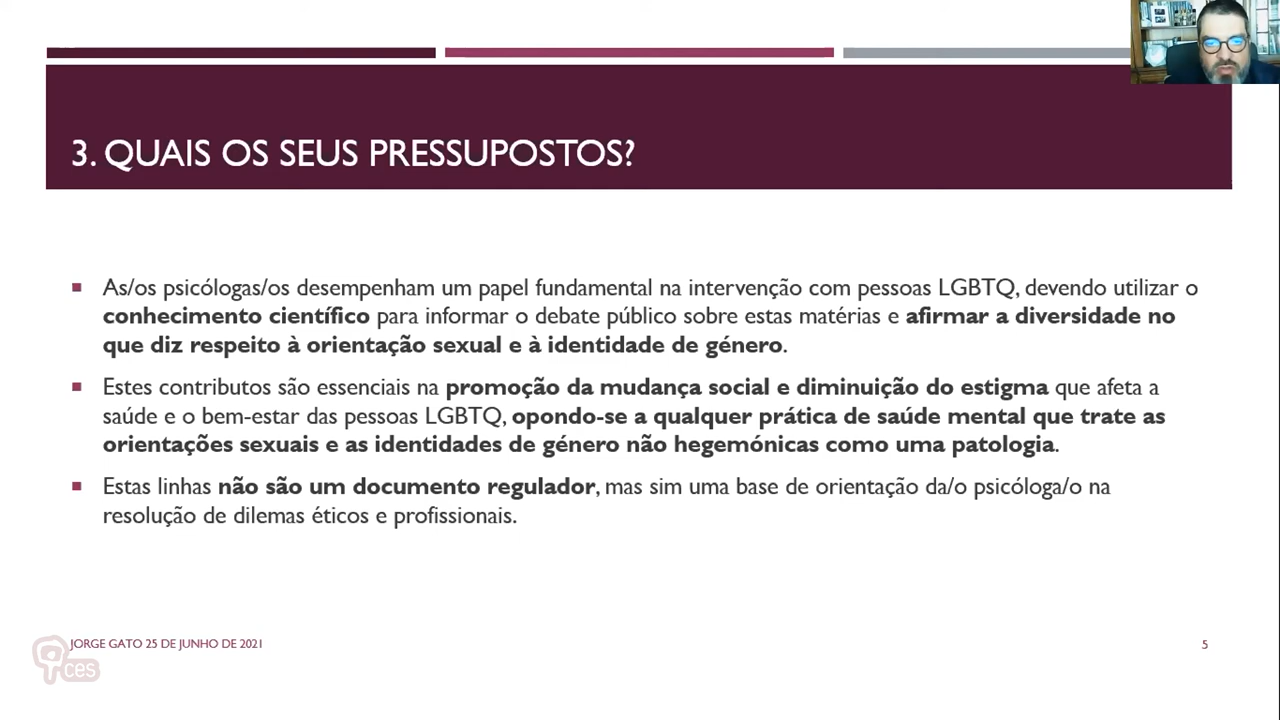 3. QUAIS OS SEUS PRESSUPOSTOS?
As/os psicólogas/os desempenham um papel fundamental na intervenção com pessoas LGBTQ, devendo utilizar o
conhecimento científico para informar o debate público sobre estas matérias e afirmar a diversidade no
que diz respeito à orientação sexual e à identidade de género.
Estes contributos são essenciais na promoção da mudança social e diminuição do estigma que afeta a
saúde e o bem-estar das pessoas LGBTQ, opondo-se a qualquer prática de saúde mental que trate as
orientações sexuais e as identidades de género não hegemónicas como uma patologia.
Estas linhas não são um documento regulador, mas sim uma base de orientação da/o psicóloga/o na
resolução de dilemas éticos e profissionais.
JORGE GATO 25 DE JUNHO DE 2021
5
ces